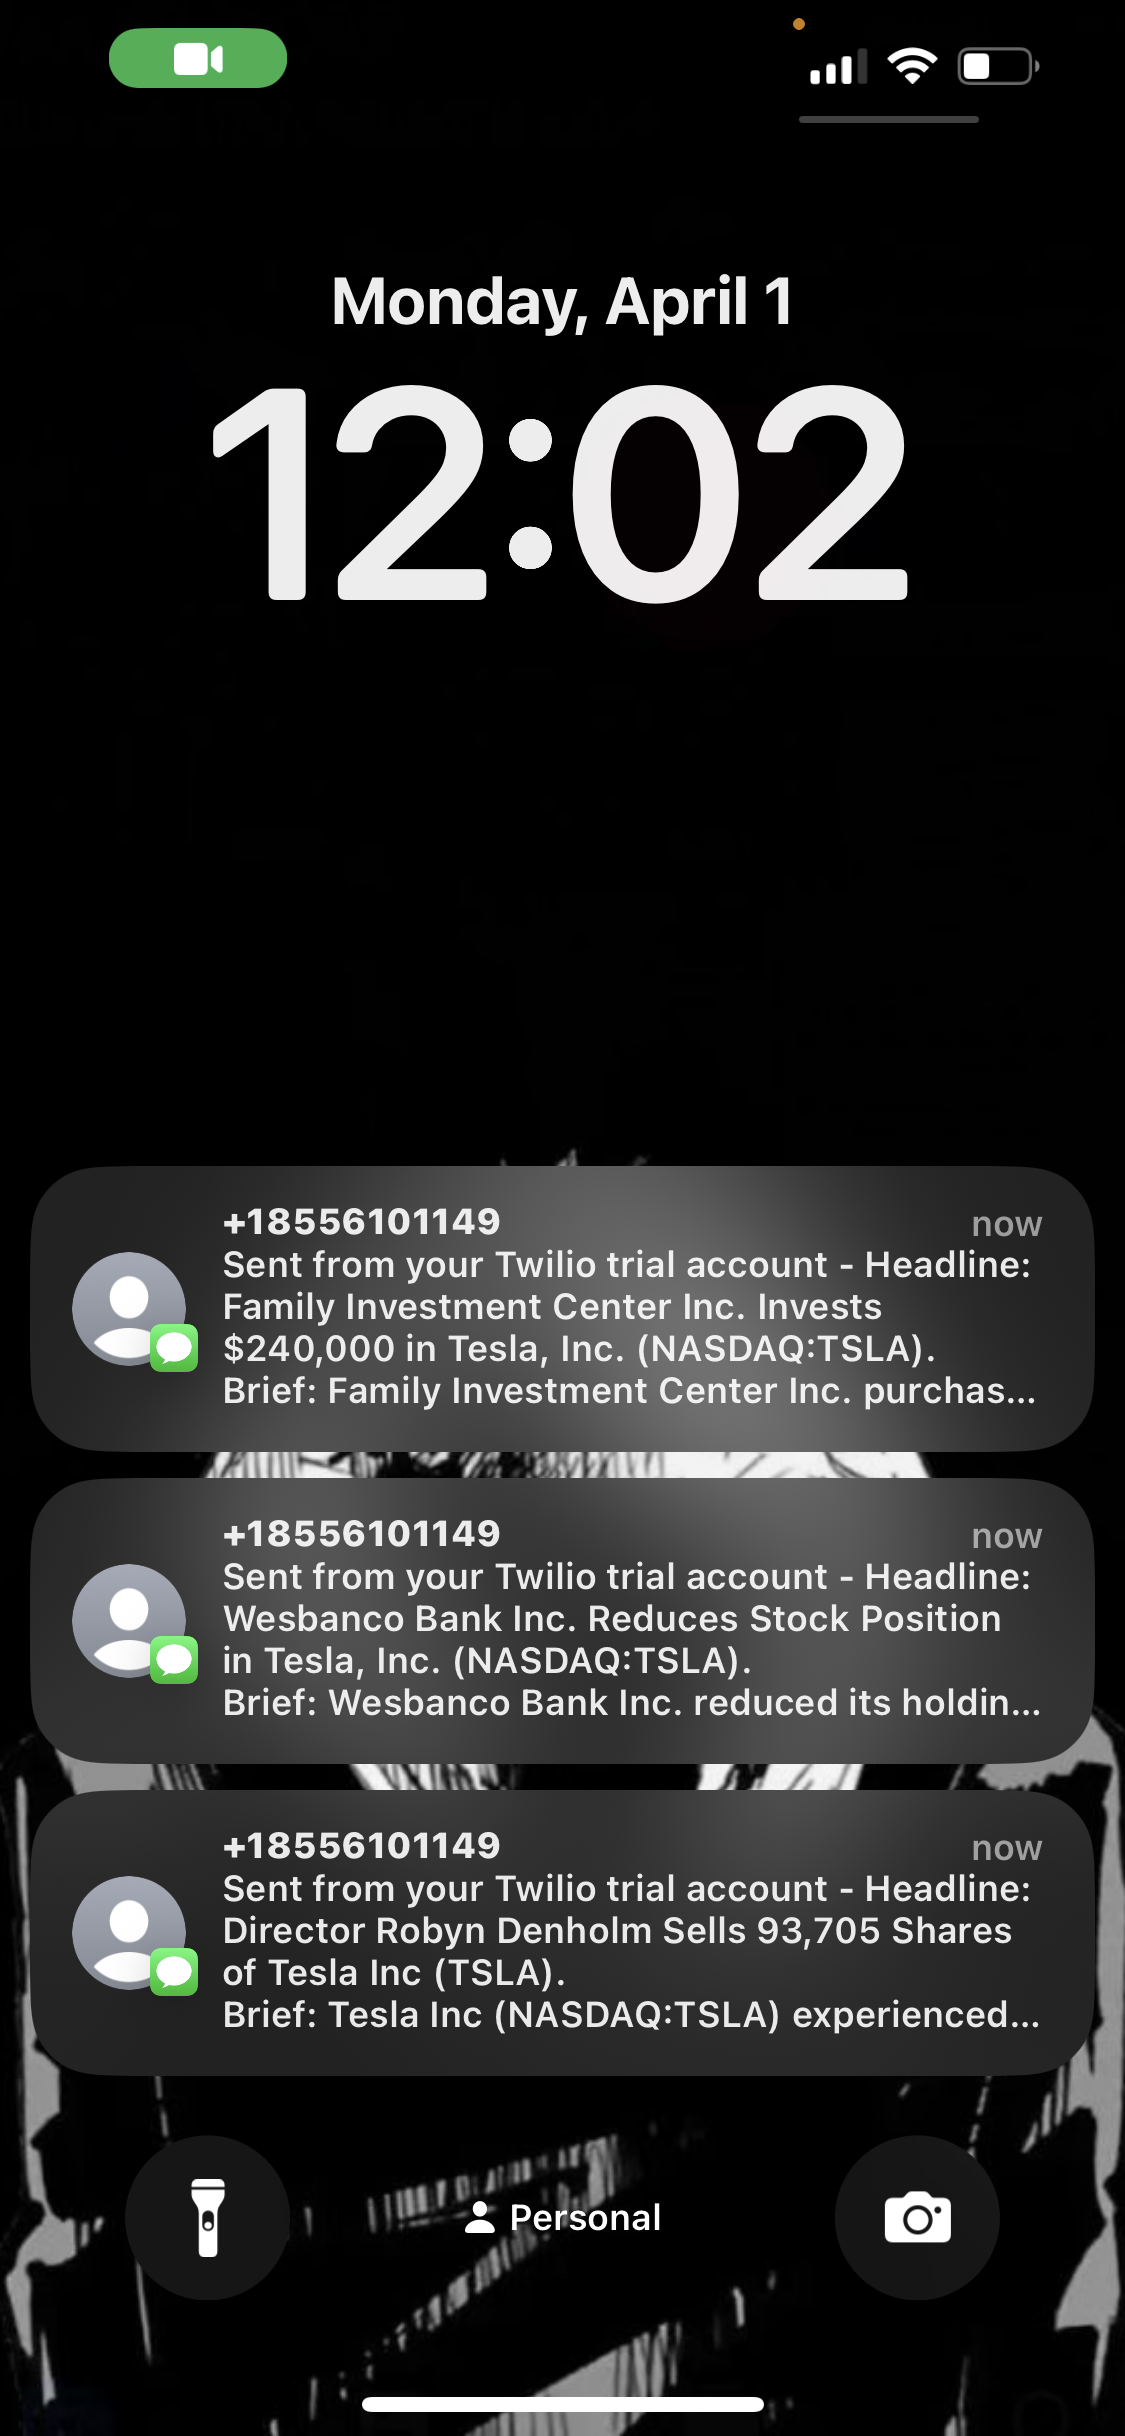 Monday, April 1
12:02
+18556101149
now
Sent from your Twilio trial account - Headline:
Family Investment Center Inc. Invests
$240,000 in Tesla, Inc. (NASDAQ:TSLA).
Brief: Family Investment Center Inc. purchas...
+18556101149
now
Sent from your Twilio trial account - Headline:
Wesbanco Bank Inc. Reduces Stock Position
in Tesla, Inc. (NASDAQ:TSLA).
Brief: Wesbanco Bank Inc. reduced its holdin...
+18556101149
now
Sent from your Twilio trial account - Headline:
Director Robyn Denholm Sells 93,705 Shares
of Tesla Inc (TSLA).
Brief: Tesla Inc (NASDAQ:TSLA) experienced...
Personal